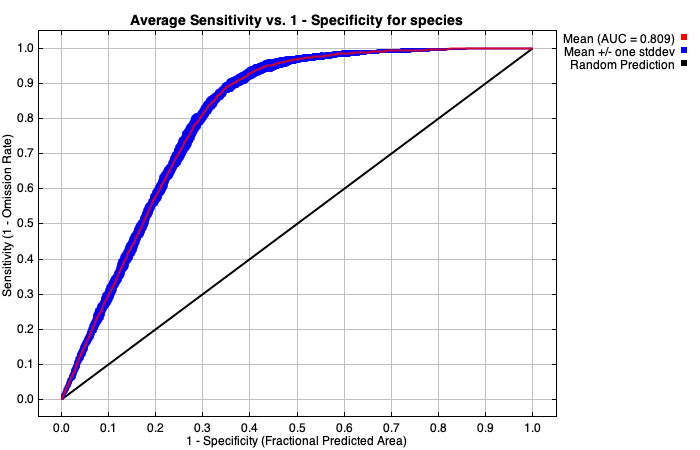 Average Sensitivity vs. 1 - Specificity for species
Mean (AUC = 0.809)
Mean +/- one stddev
Random Prediction
Sensitivity (1 - Omission Rate)
1.0
0.9
0.8
0.7
0.6
0.5
0.4
0.3
0.2
0.1
0.0
0.0 0.1 0.2 0.3 0.4 0.5 0.6 0.7 0.8 0.9 1.0
1 - Specificity (Fractional Predicted Area)